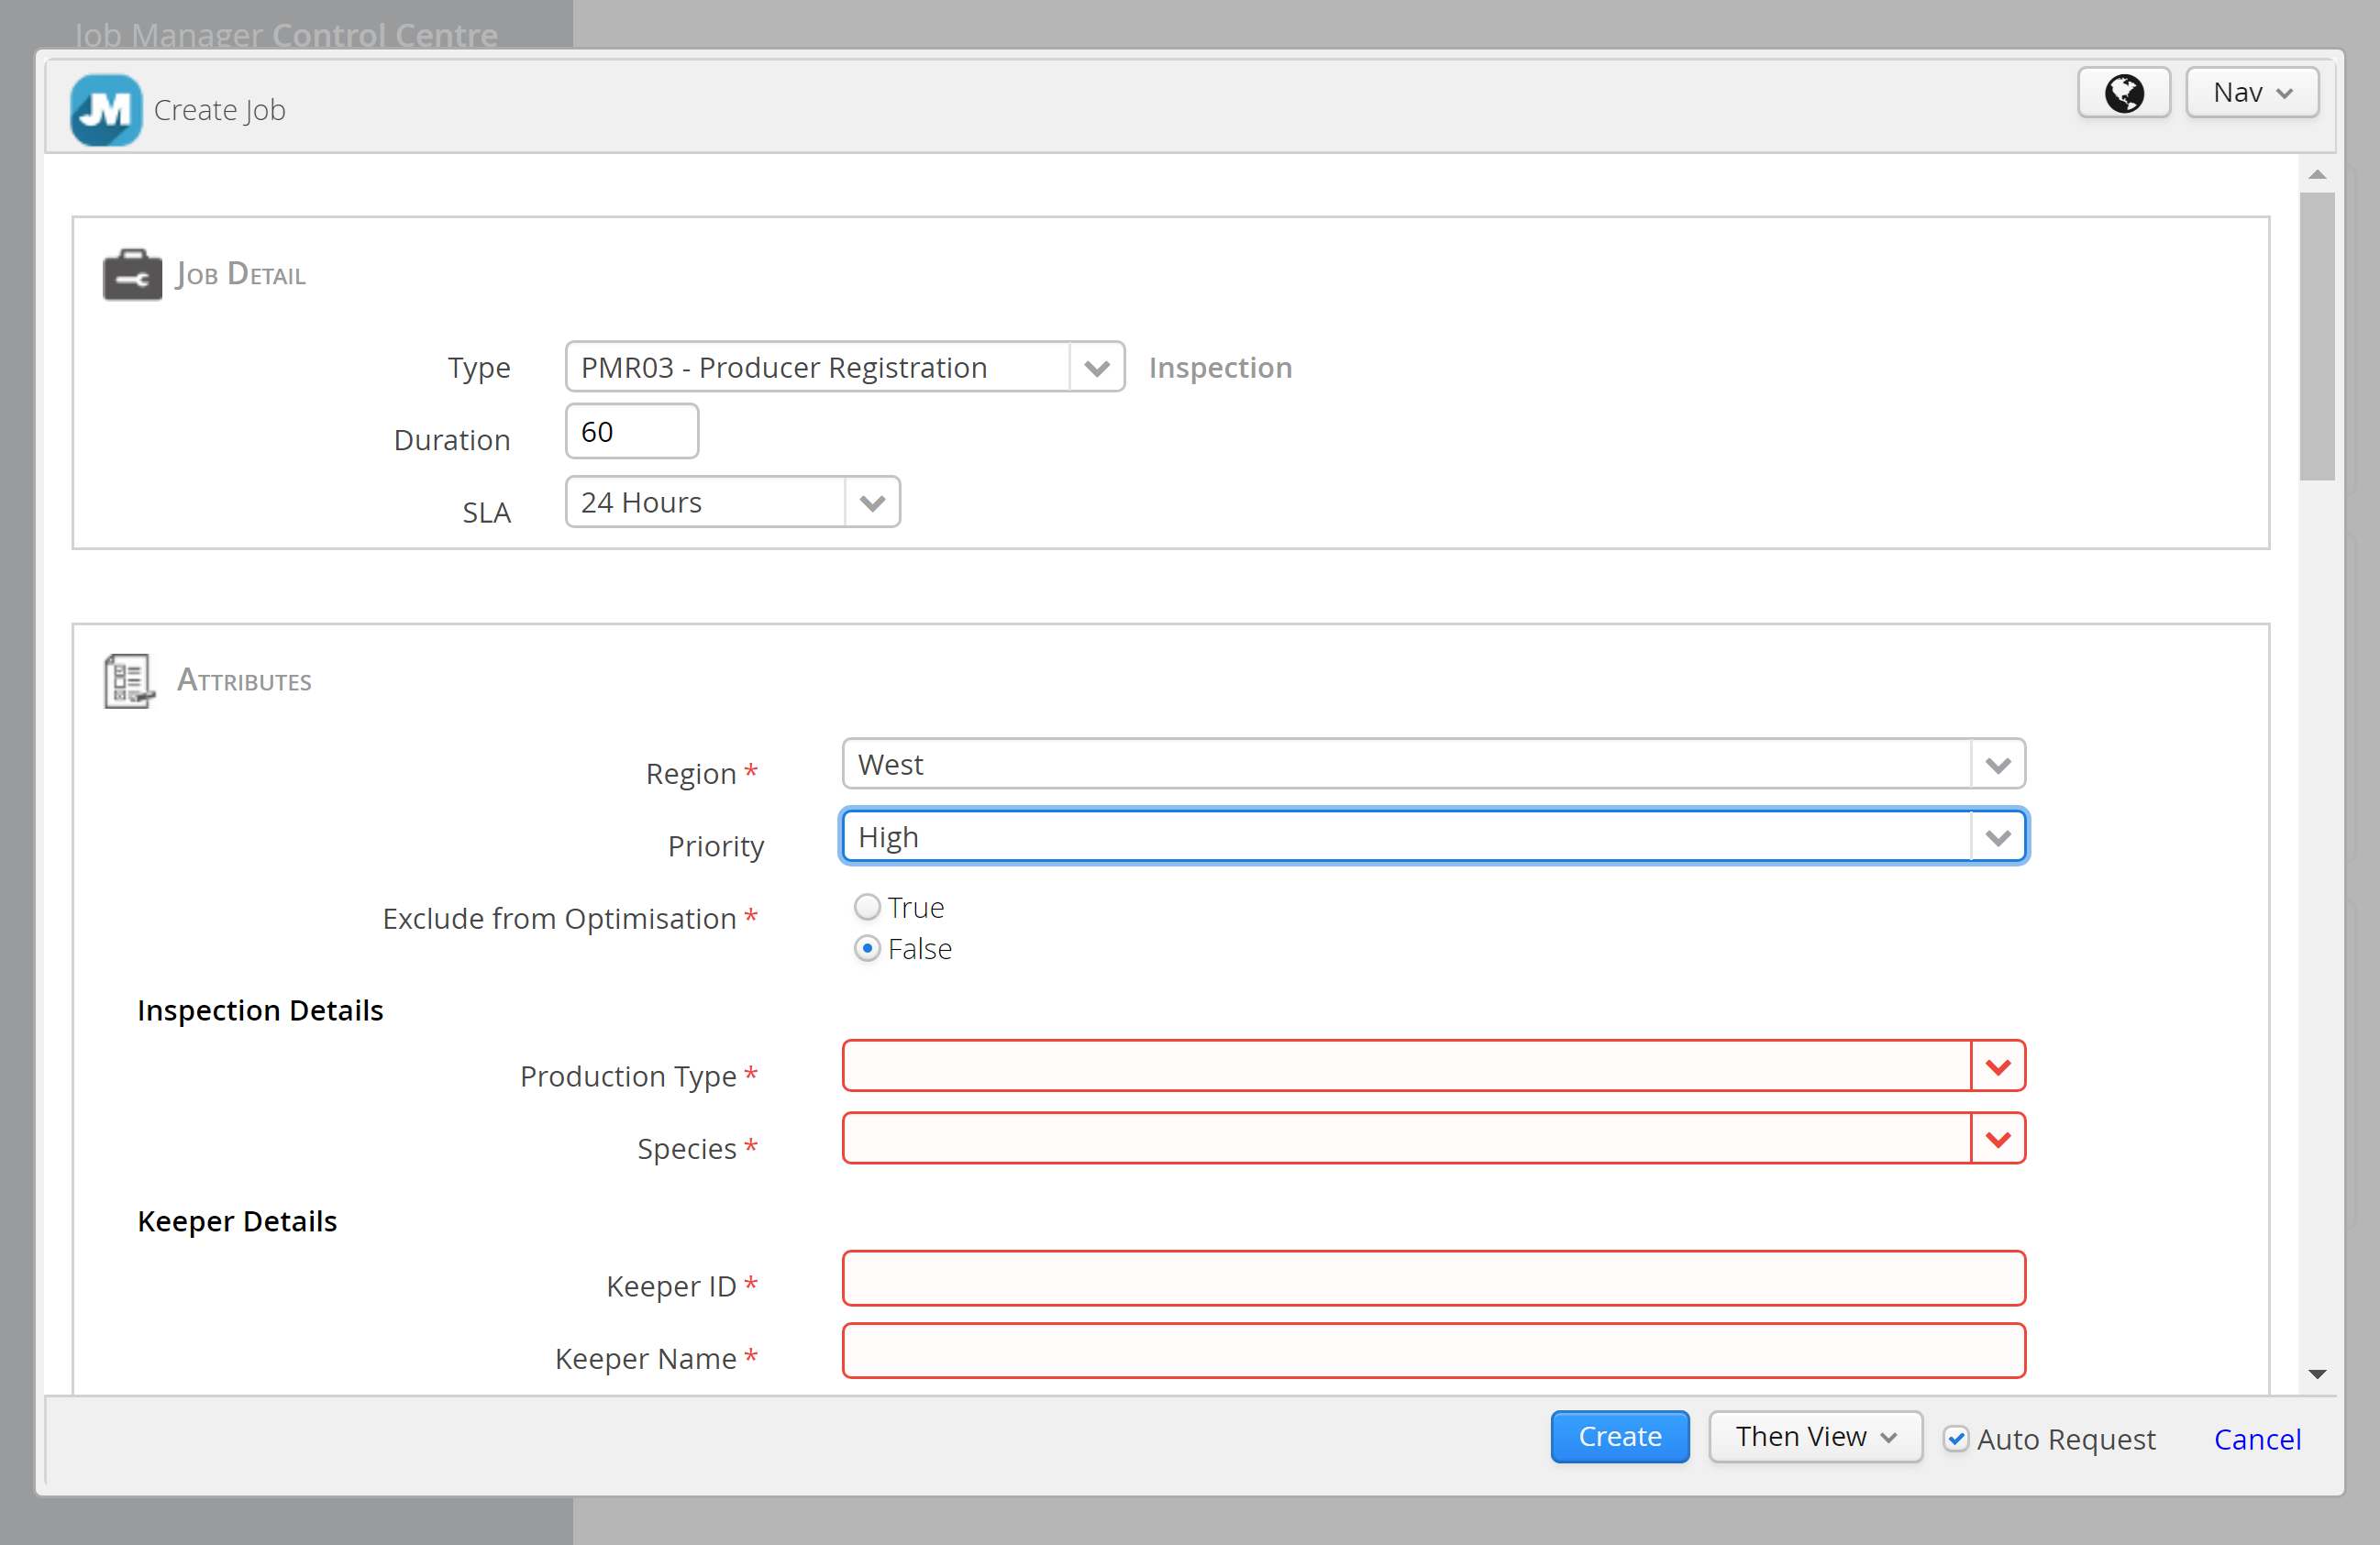 Job Manager Control Centre
JM Create Job
Nav
Job Detail
Type PMR03 - Producer Registration Inspection
Duration 60
SLA 24 Hours
Attributes
Region * West
Priority High
Exclude from Optimisation * True
False
Inspection Details
Production Type *
Species *
Keeper Details
Keeper ID *
Keeper Name *
Create Then View Auto Request Cancel